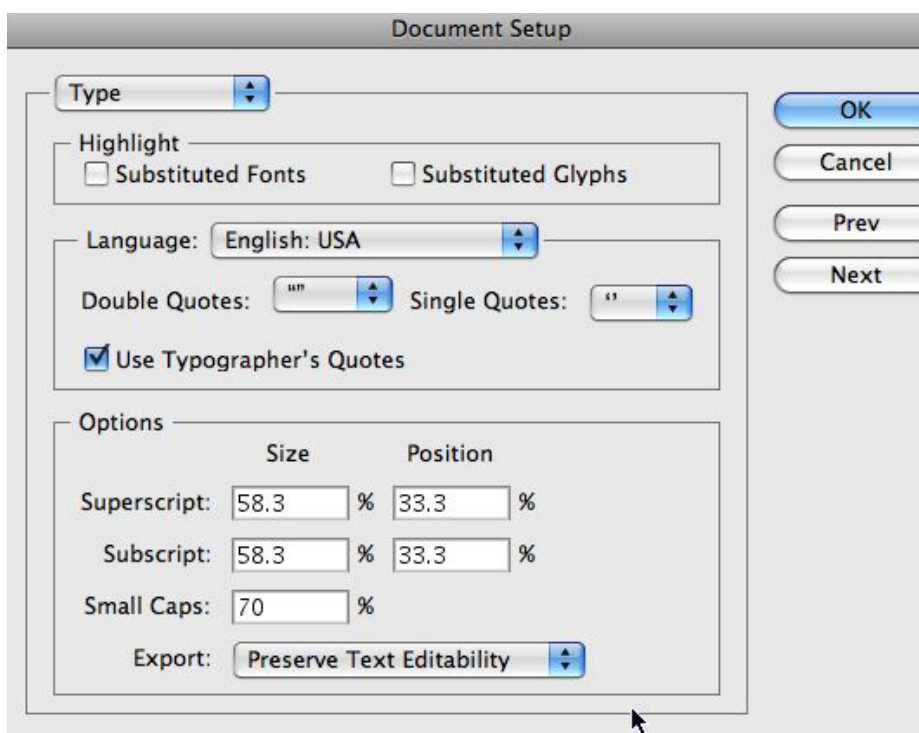 Document Setup
Type
OK
Highlight
Substituted Fonts Substituted Glyphs
Cancel
Prev
Language: English: USA
Next
Double Quotes: “” Single Quotes: ‘’
Use Typographer's Quotes
Options
Size Position
Superscript: 58.3 % 33.3 %
Subscript: 58.3 % 33.3 %
Small Caps: 70 %
Export: Preserve Text Editability